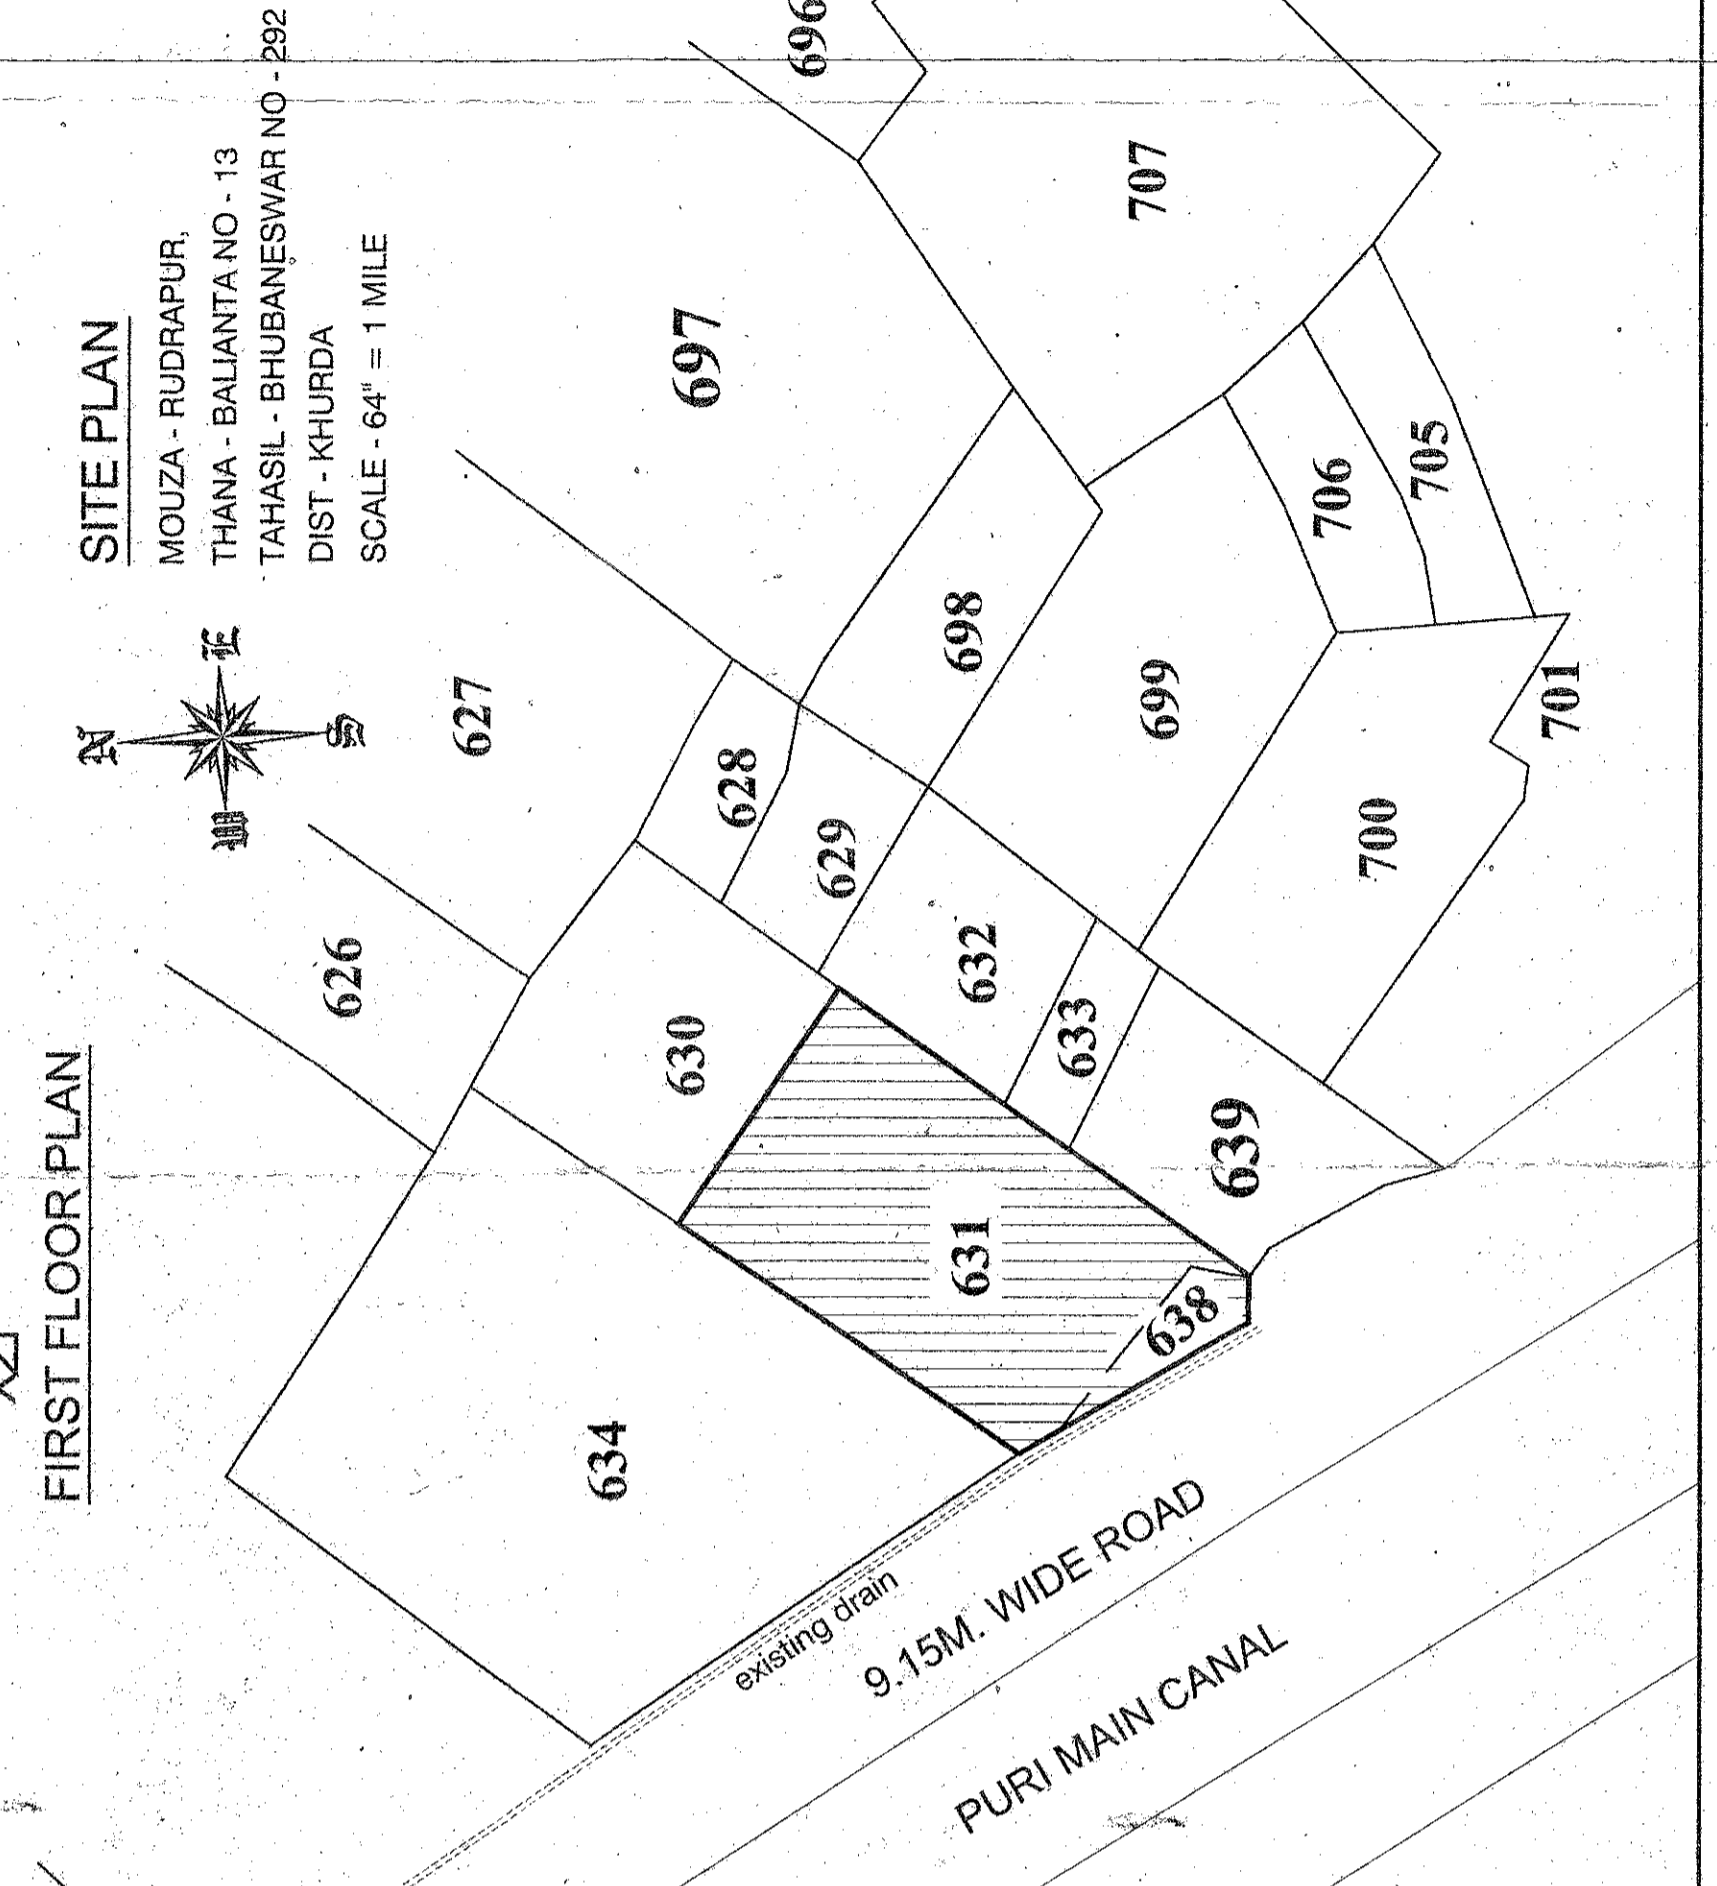 FIRST FLOOR PLAN
SITE PLAN
MOUZA - RUDRAPUR,
THANA - BALIANTA NO - 13
TAHASIL - BHUBANESWAR NO - 292
DIST - KHURDA
SCALE - 64" = 1 MILE
N
W
E
S
626
627
628
629
630
631
632
633
634
638
639
696
697
698
699
700
701
705
706
707
existing drain
9.15M. WIDE ROAD
PURI MAIN CANAL